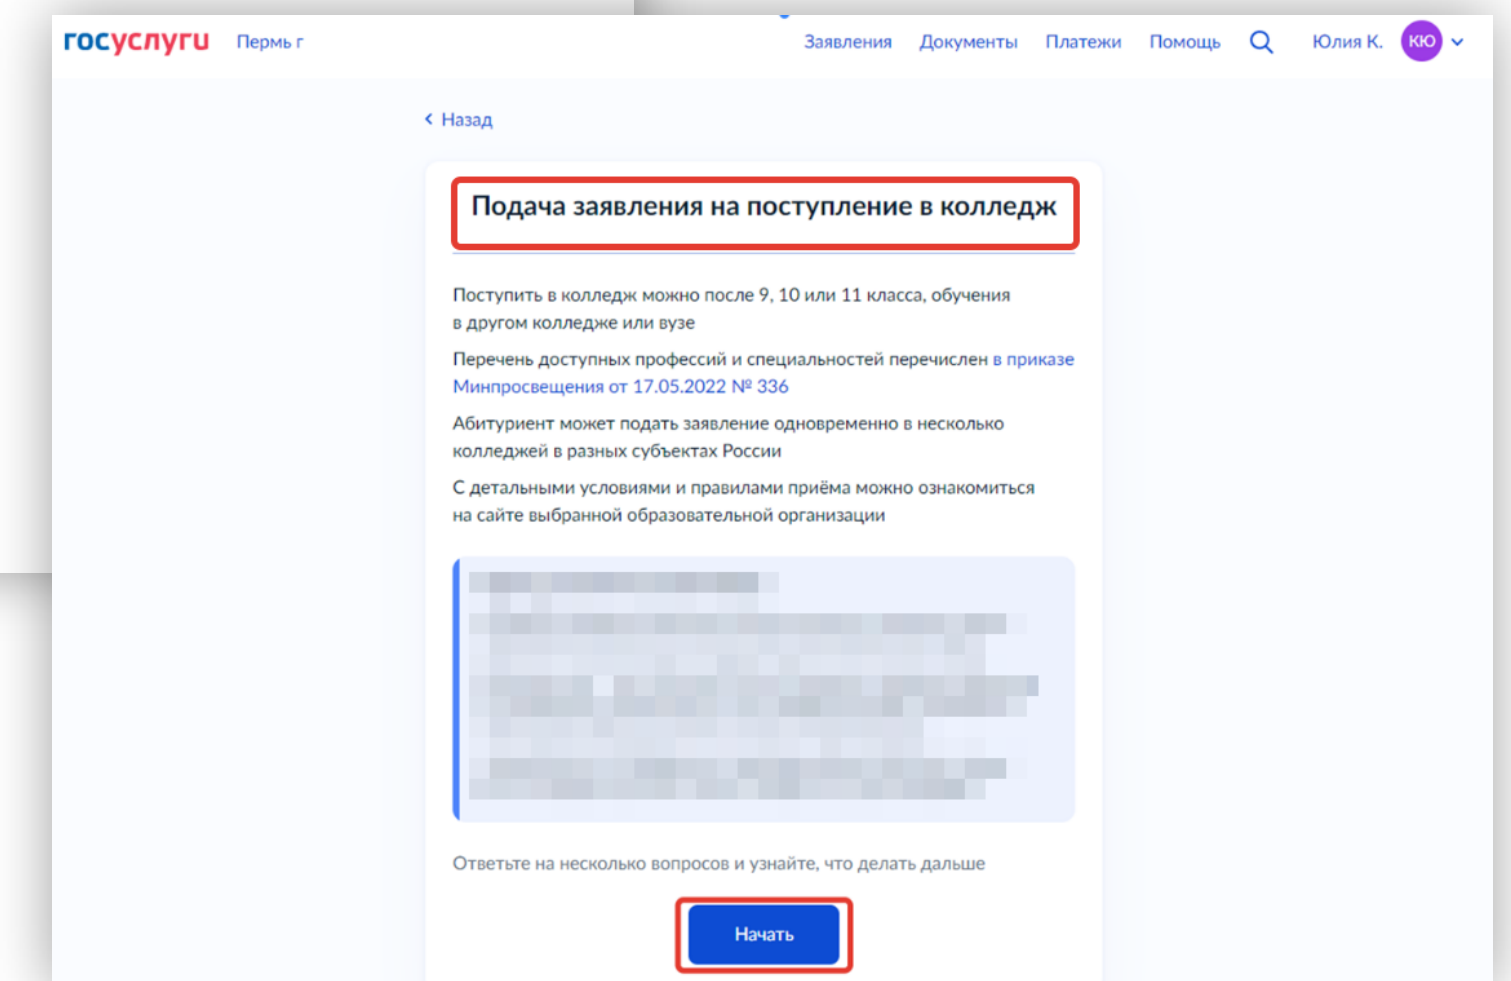 госуслуги Пермь г Заявления Документы Платежи Помощь Юлия К. КЮ
Назад
Подача заявления на поступление в колледж
Поступить в колледж можно после 9, 10 или 11 класса, обучения
в другом колледже или вузе
Перечень доступных профессий и специальностей перечислен в приказе
Минпросвещения от 17.05.2022 № 336
Абитуриент может подать заявление одновременно в несколько
колледжей в разных субъектах России
С детальными условиями и правилами приёма можно ознакомиться
на сайте выбранной образовательной организации
Ответьте на несколько вопросов и узнайте, что делать дальше
Начать